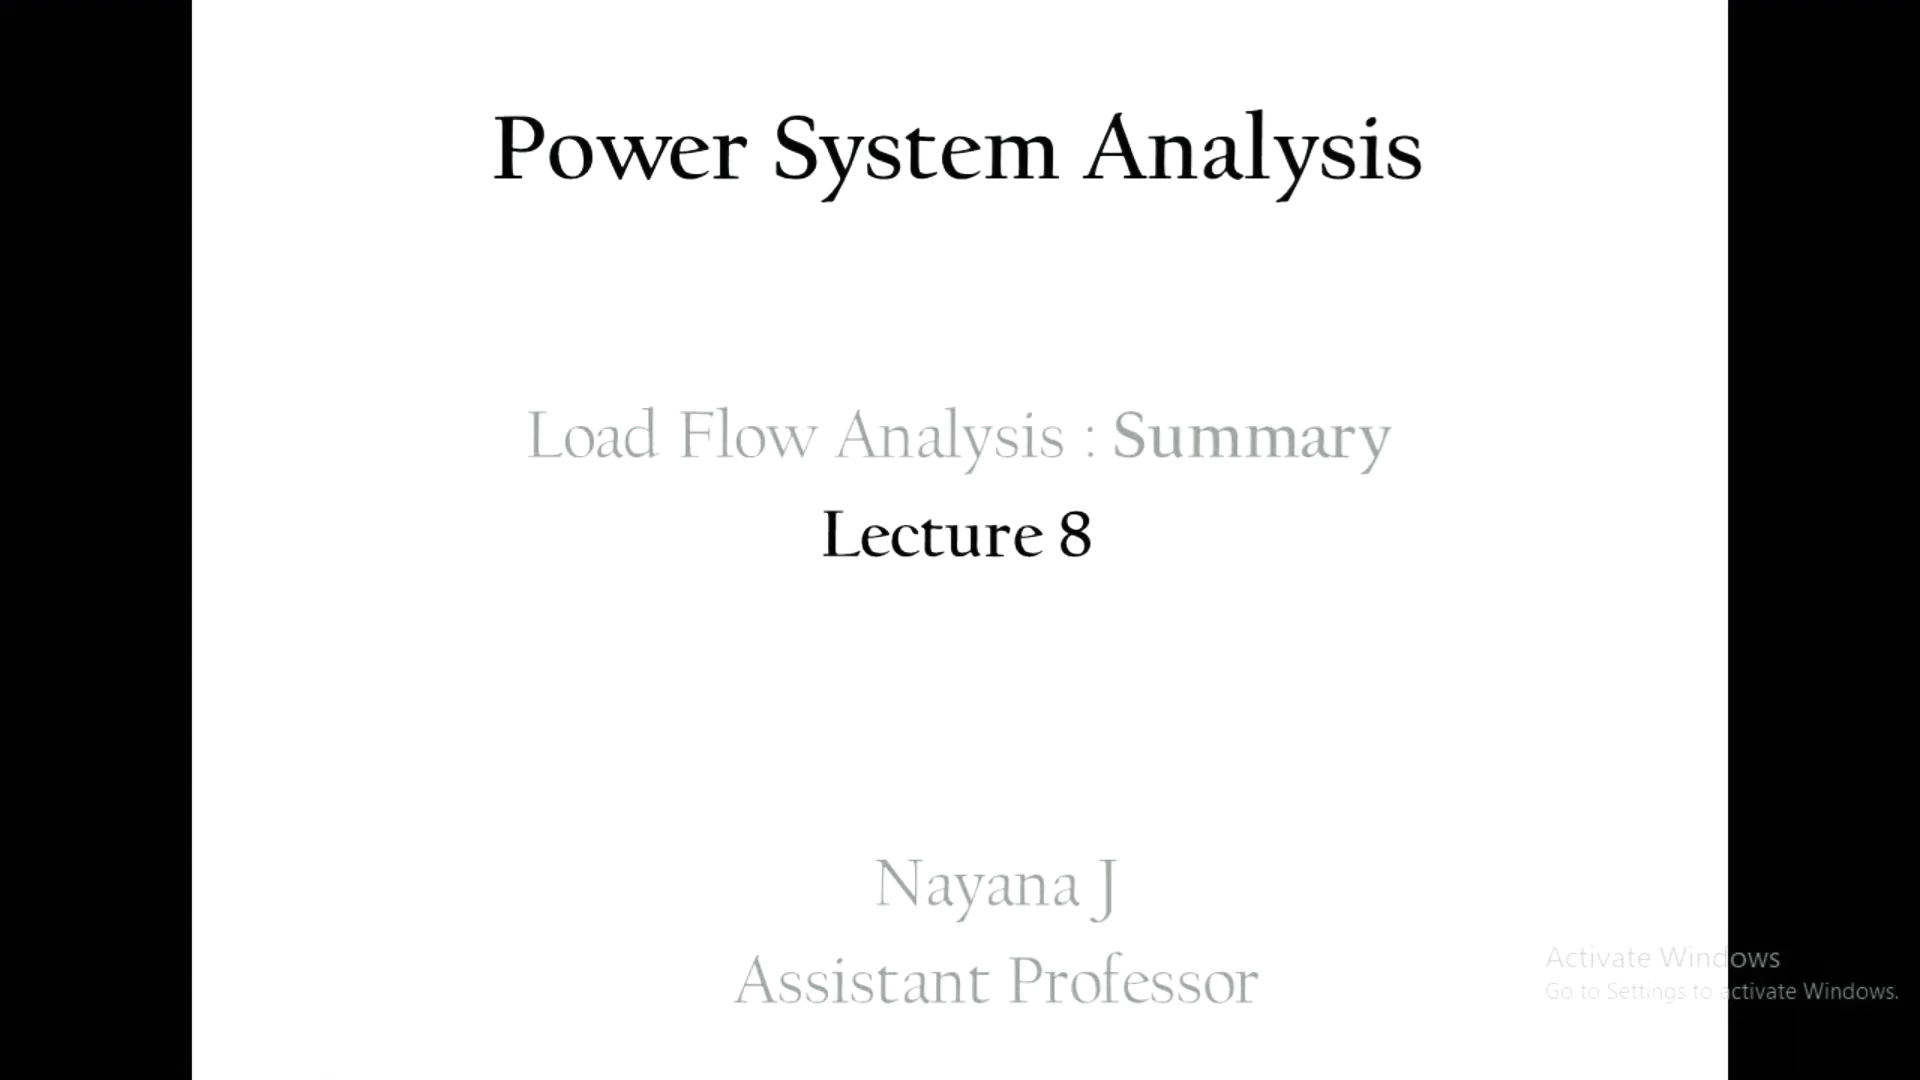 Power System Analysis
Load Flow Analysis : Summary
Lecture 8
Nayana J
Assistant Professor
Activate Windows
Go to Settings to activate Windows.